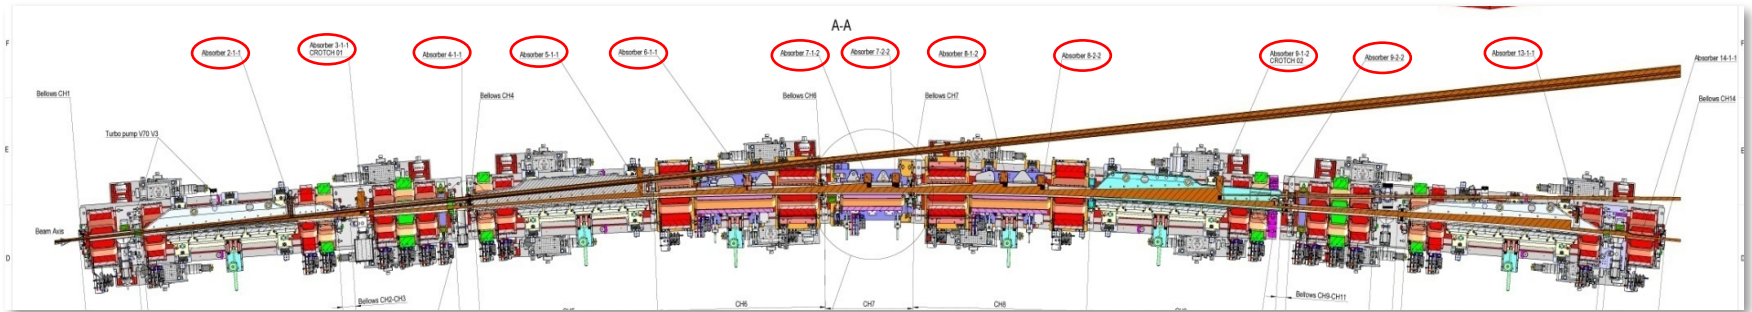 A-A
Absorber 2-1-1
Absorber 3-1-1
CROTCH 01
Absorber 4-1-1
Absorber 5-1-1
Absorber 6-1-1
Absorber 7-1-2
Absorber 7-2-2
Absorber 8-1-2
Absorber 8-2-2
Absorber 9-1-2
CROTCH 02
Absorber 9-2-2
Absorber 13-1-1
Absorber 14-1-1
F
F
Bellows CH1
Bellows CH4
Bellows CH6
Bellows CH7
Bellows CH14
Turbo pump V70 V3
E
E
Beam Axis
D
Bellows CH2-CH3
CH6
CH7
CH8
Bellows CH9-CH11